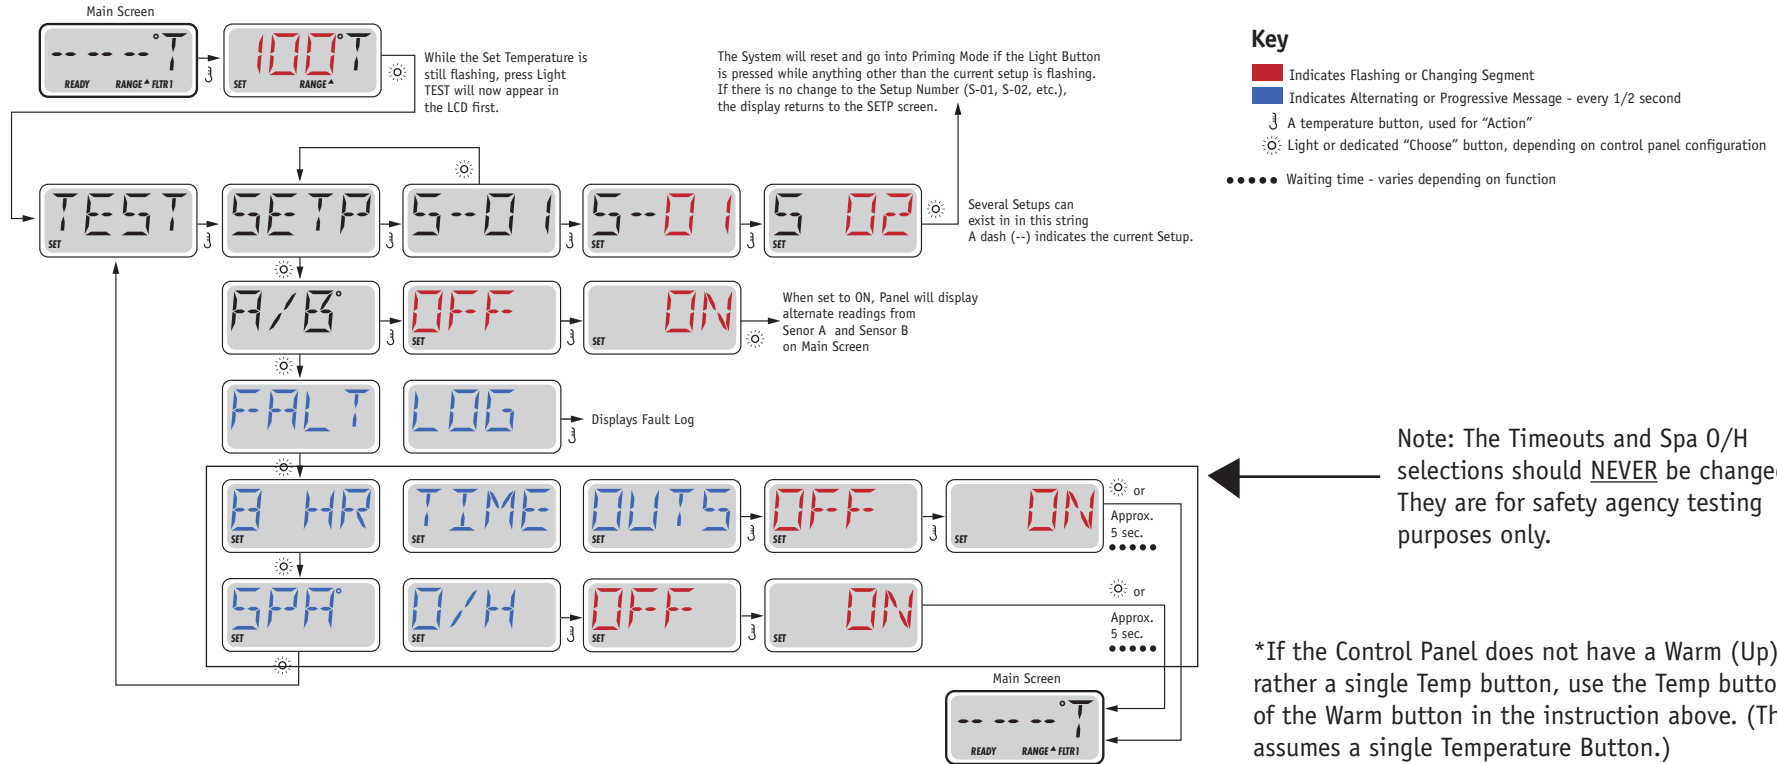 Main Screen
-- -- --°T
READY RANGE FLTR1
100°T
SET RANGE
While the Set Temperature is
still flashing, press Light
TEST will now appear in
the LCD first.
The System will reset and go into Priming Mode if the Light Button
is pressed while anything other than the current setup is flashing.
If there is no change to the Setup Number (S-01, S-02, etc.),
the display returns to the SETP screen.
Key
Indicates Flashing or Changing Segment
Indicates Alternating or Progressive Message - every 1/2 second
A temperature button, used for “Action”
Light or dedicated “Choose” button, depending on control panel configuration
Waiting time - varies depending on function
TEST
SET
SETP
S--01
S--01
SET
S 02
SET
Several Setups can
exist in in this string
A dash (--) indicates the current Setup.
A/B°
OFF
SET
ON
SET
When set to ON, Panel will display
alternate readings from
Senor A and Sensor B
on Main Screen
FALT
LOG
Displays Fault Log
Note: The Timeouts and Spa O/H
selections should NEVER be
They are for safety agency testing
purposes only.
8 HR
SET
TIME
SET
OUTS
SET
OFF
SET
ON
SET
or
Approx.
5 sec.
SPA°
SET
O/H
SET
OFF
SET
ON
SET
or
Approx.
5 sec.
Main Screen
-- -- --°T
READY RANGE FLTR1
*If the Control Panel does not have a Warm (Up)
rather a single Temp button, use the Temp
of the Warm button in the instruction above.
assumes a single Temperature Button.)